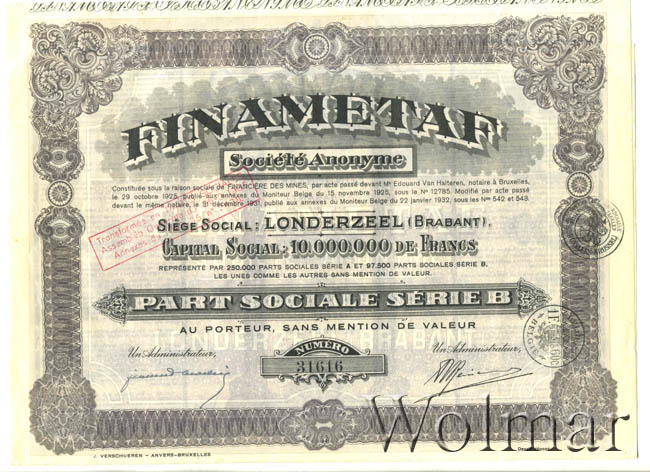 FINAMETAF
Société Anonyme
Constituée sous la raison sociale de FINANCIÈRE DES MINES, par acte passé devant Me Edouard Van Halteren, notaire à Bruxelles,
le 29 octobre 1925, publié aux annexes du Moniteur Belge du 15 novembre 1925, sous le No 12785. Modifié par acte passé
devant le même notaire, le 31 décembre 1931, publié aux annexes du Moniteur Belge du 22 janvier 1932, sous les Nos 542 et 543.
SIÈGE SOCIAL: LONDERZEEL (BRABANT).
CAPITAL SOCIAL: 10.000.000 DE FRANCS
REPRÉSENTÉ PAR 250.000 PARTS SOCIALES SÉRIE A ET 97.500 PARTS SOCIALES SÉRIE B,
LES UNES COMME LES AUTRES SANS MENTION DE VALEUR.
PART SOCIALE SÉRIE B
AU PORTEUR, SANS MENTION DE VALEUR
LONDERZEEL BRABANT
Un Administrateur,
NUMÉRO
31616
Un Administrateur,
J. VERSCHUEREN - ANVERS-BRUXELLES
Wolmar